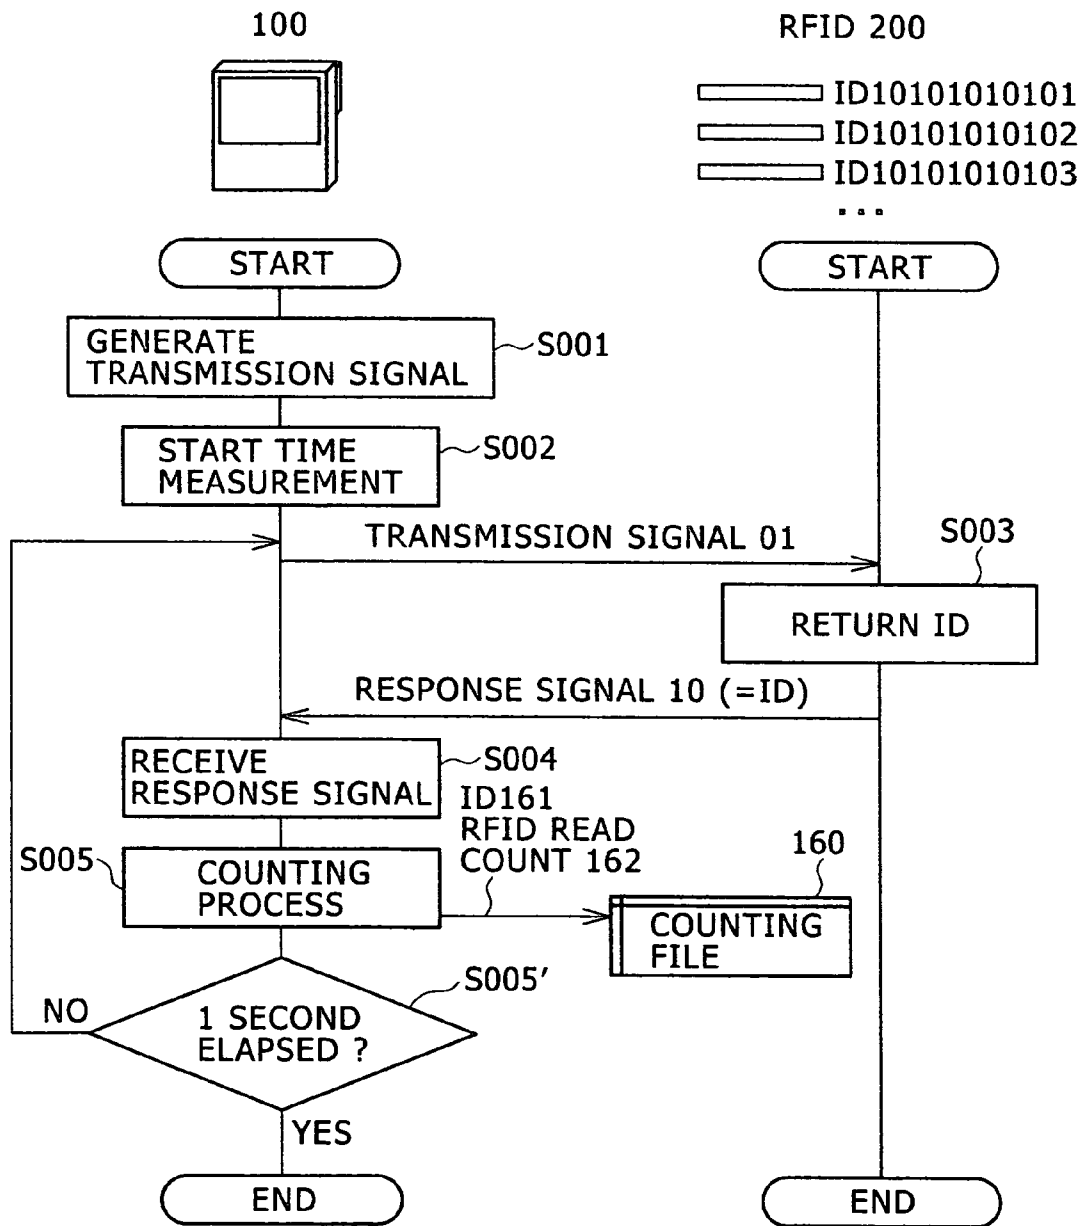 100
RFID 200
ID10101010101
ID10101010102
ID10101010103
...
START
START
GENERATE
TRANSMISSION SIGNAL
S001
START TIME
MEASUREMENT
S002
TRANSMISSION SIGNAL 01
S003
RETURN ID
RESPONSE SIGNAL 10 (=ID)
RECEIVE
RESPONSE SIGNAL
S004
ID161
RFID READ
COUNT 162
S005
COUNTING
PROCESS
160
COUNTING
FILE
S005'
NO
1 SECOND
ELAPSED ?
YES
END
END